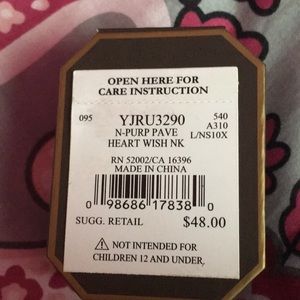 OPEN HERE FOR
CARE INSTRUCTION
095
YJRU3290
540
N-PURP PAVE
A310
HEART WISH NK
L/NS10X
RN 52002/CA 16396
MADE IN CHINA
0 98686 17838 0
SUGG. RETAIL $48.00
⚠ NOT INTENDED FOR
CHILDREN 12 AND UNDER.